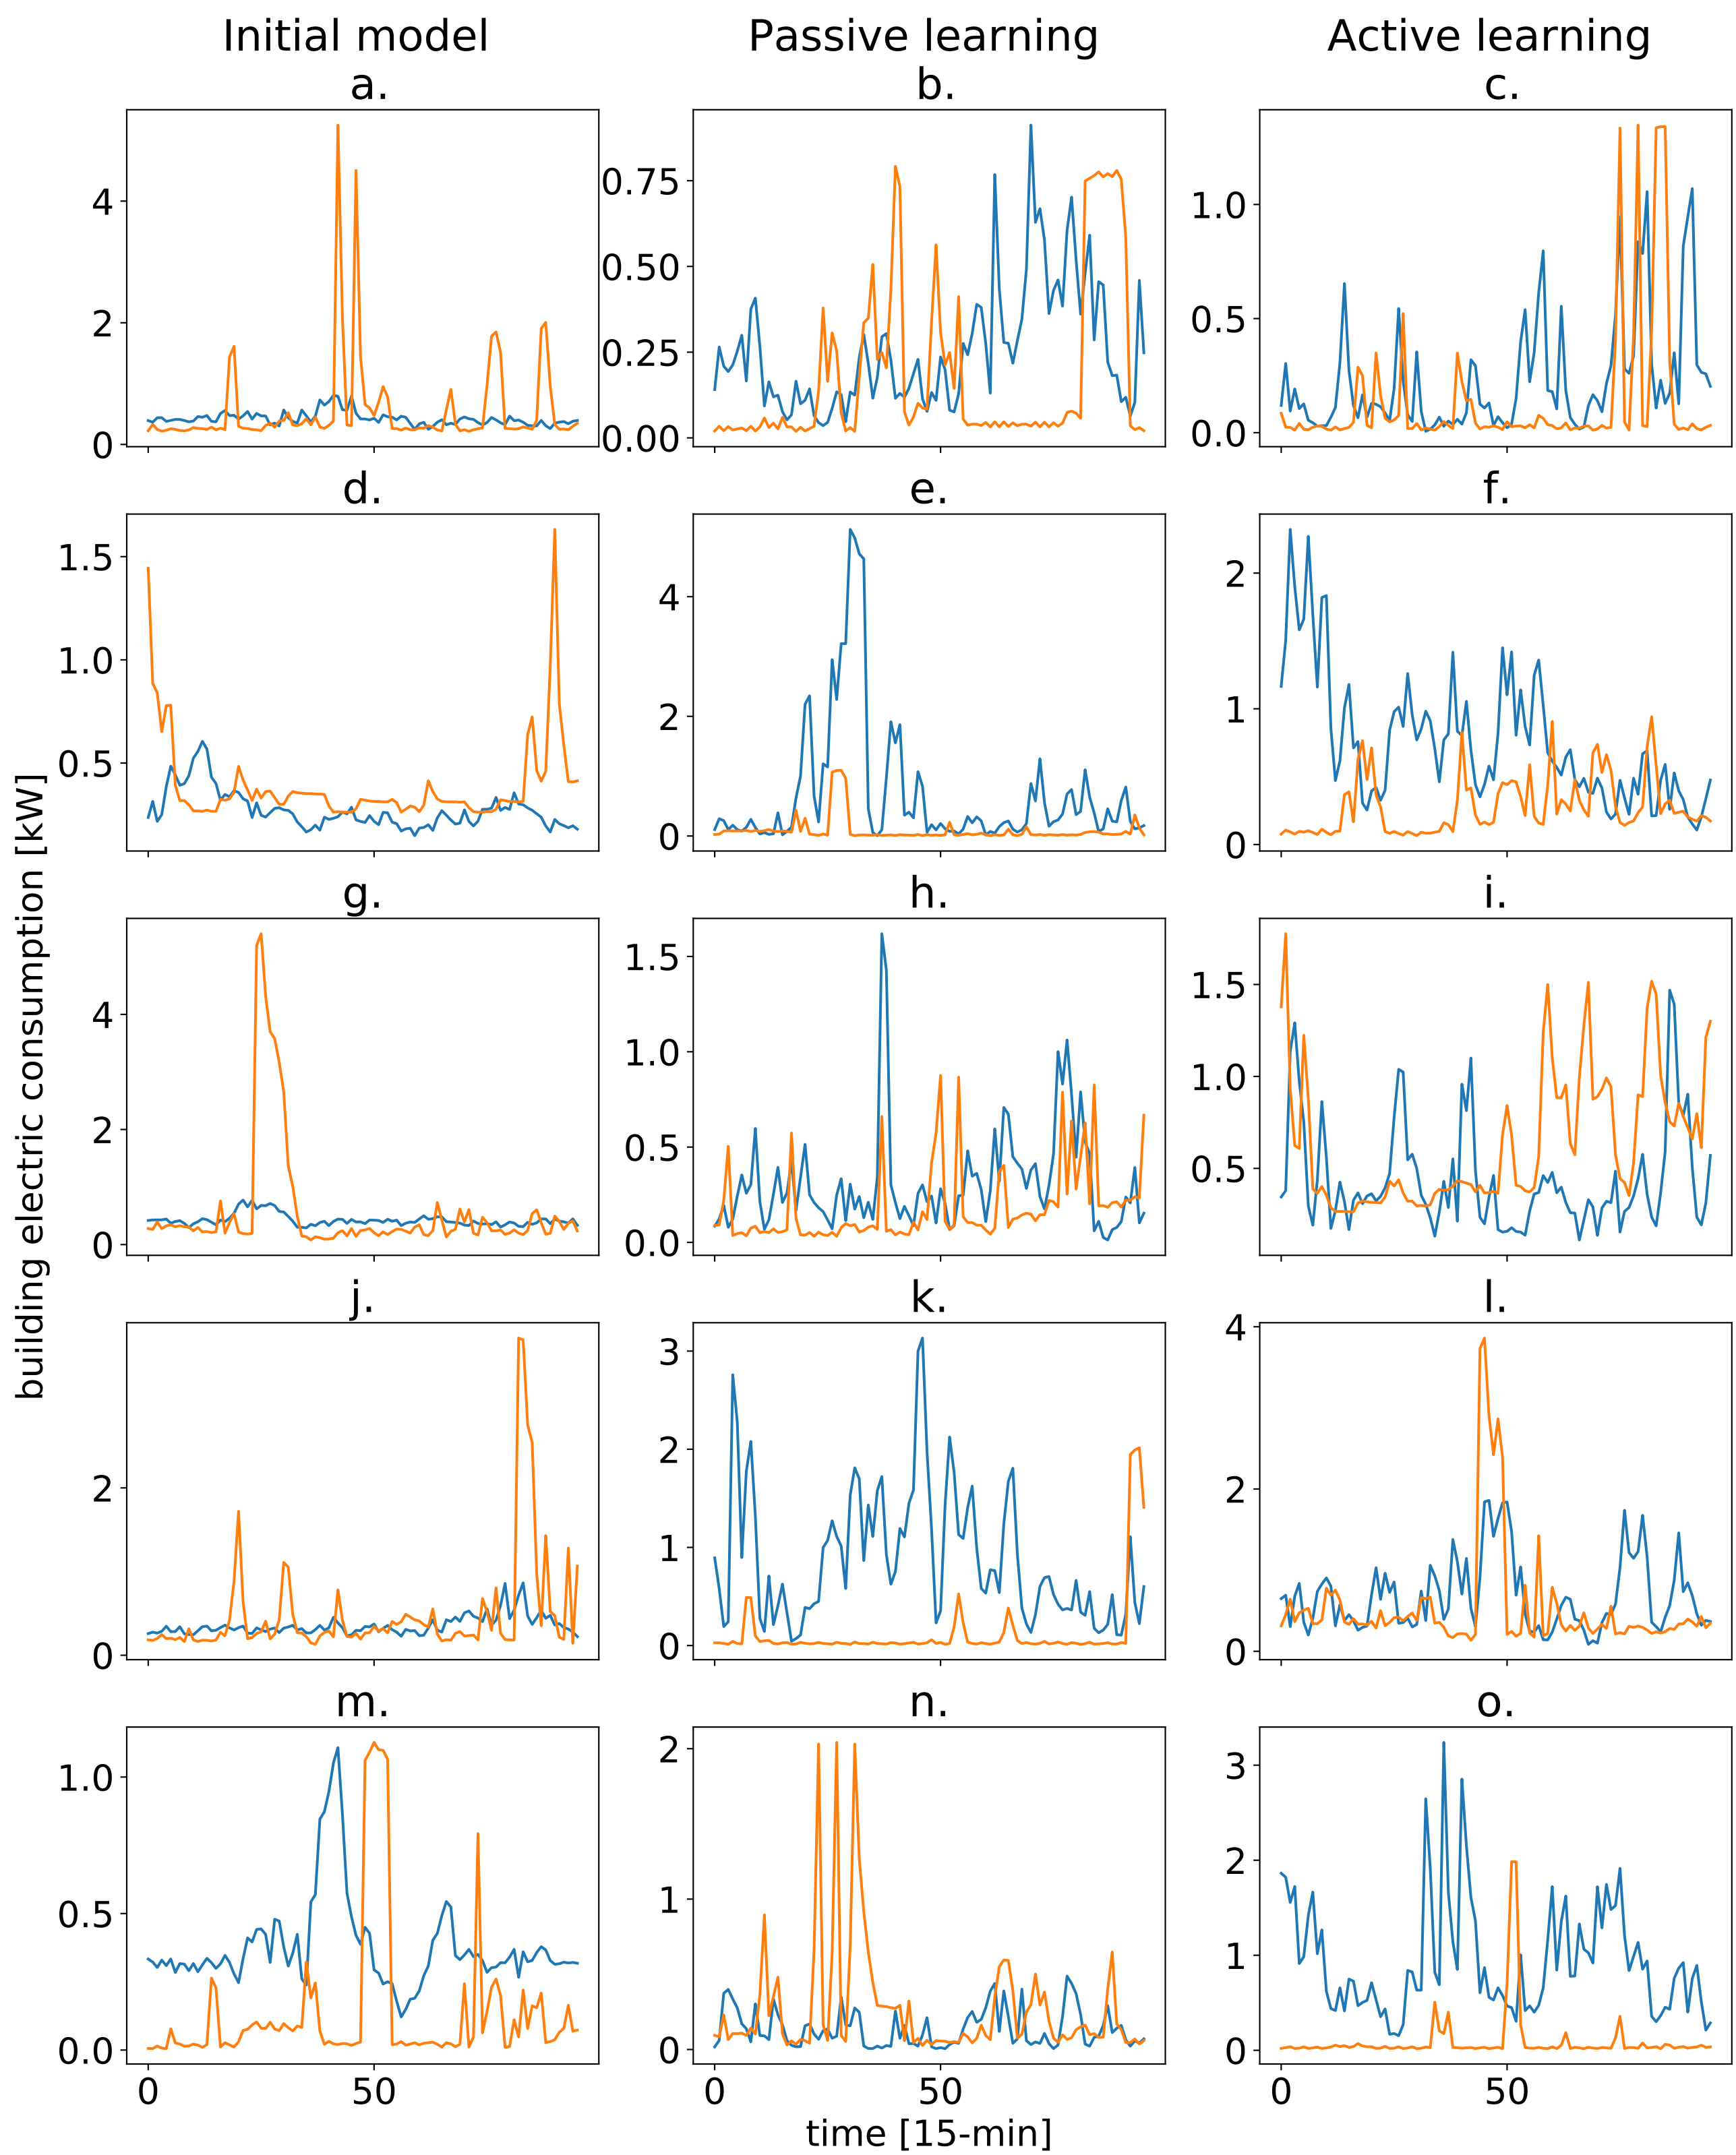 Initial model
Passive learning
Active learning
a.
b.
c.
4
2
0
0.75
0.50
0.25
0.00
1.0
0.5
0.0
d.
e.
f.
1.5
1.0
0.5
4
2
0
2
1
0
g.
h.
i.
4
2
0
1.5
1.0
0.5
0.0
1.5
1.0
0.5
j.
k.
l.
2
0
3
2
1
0
4
2
0
m.
n.
o.
1.0
0.5
0.0
2
1
0
3
2
1
0
0
50
0
50
0
50
time [15-min]
building electric consumption [kW]